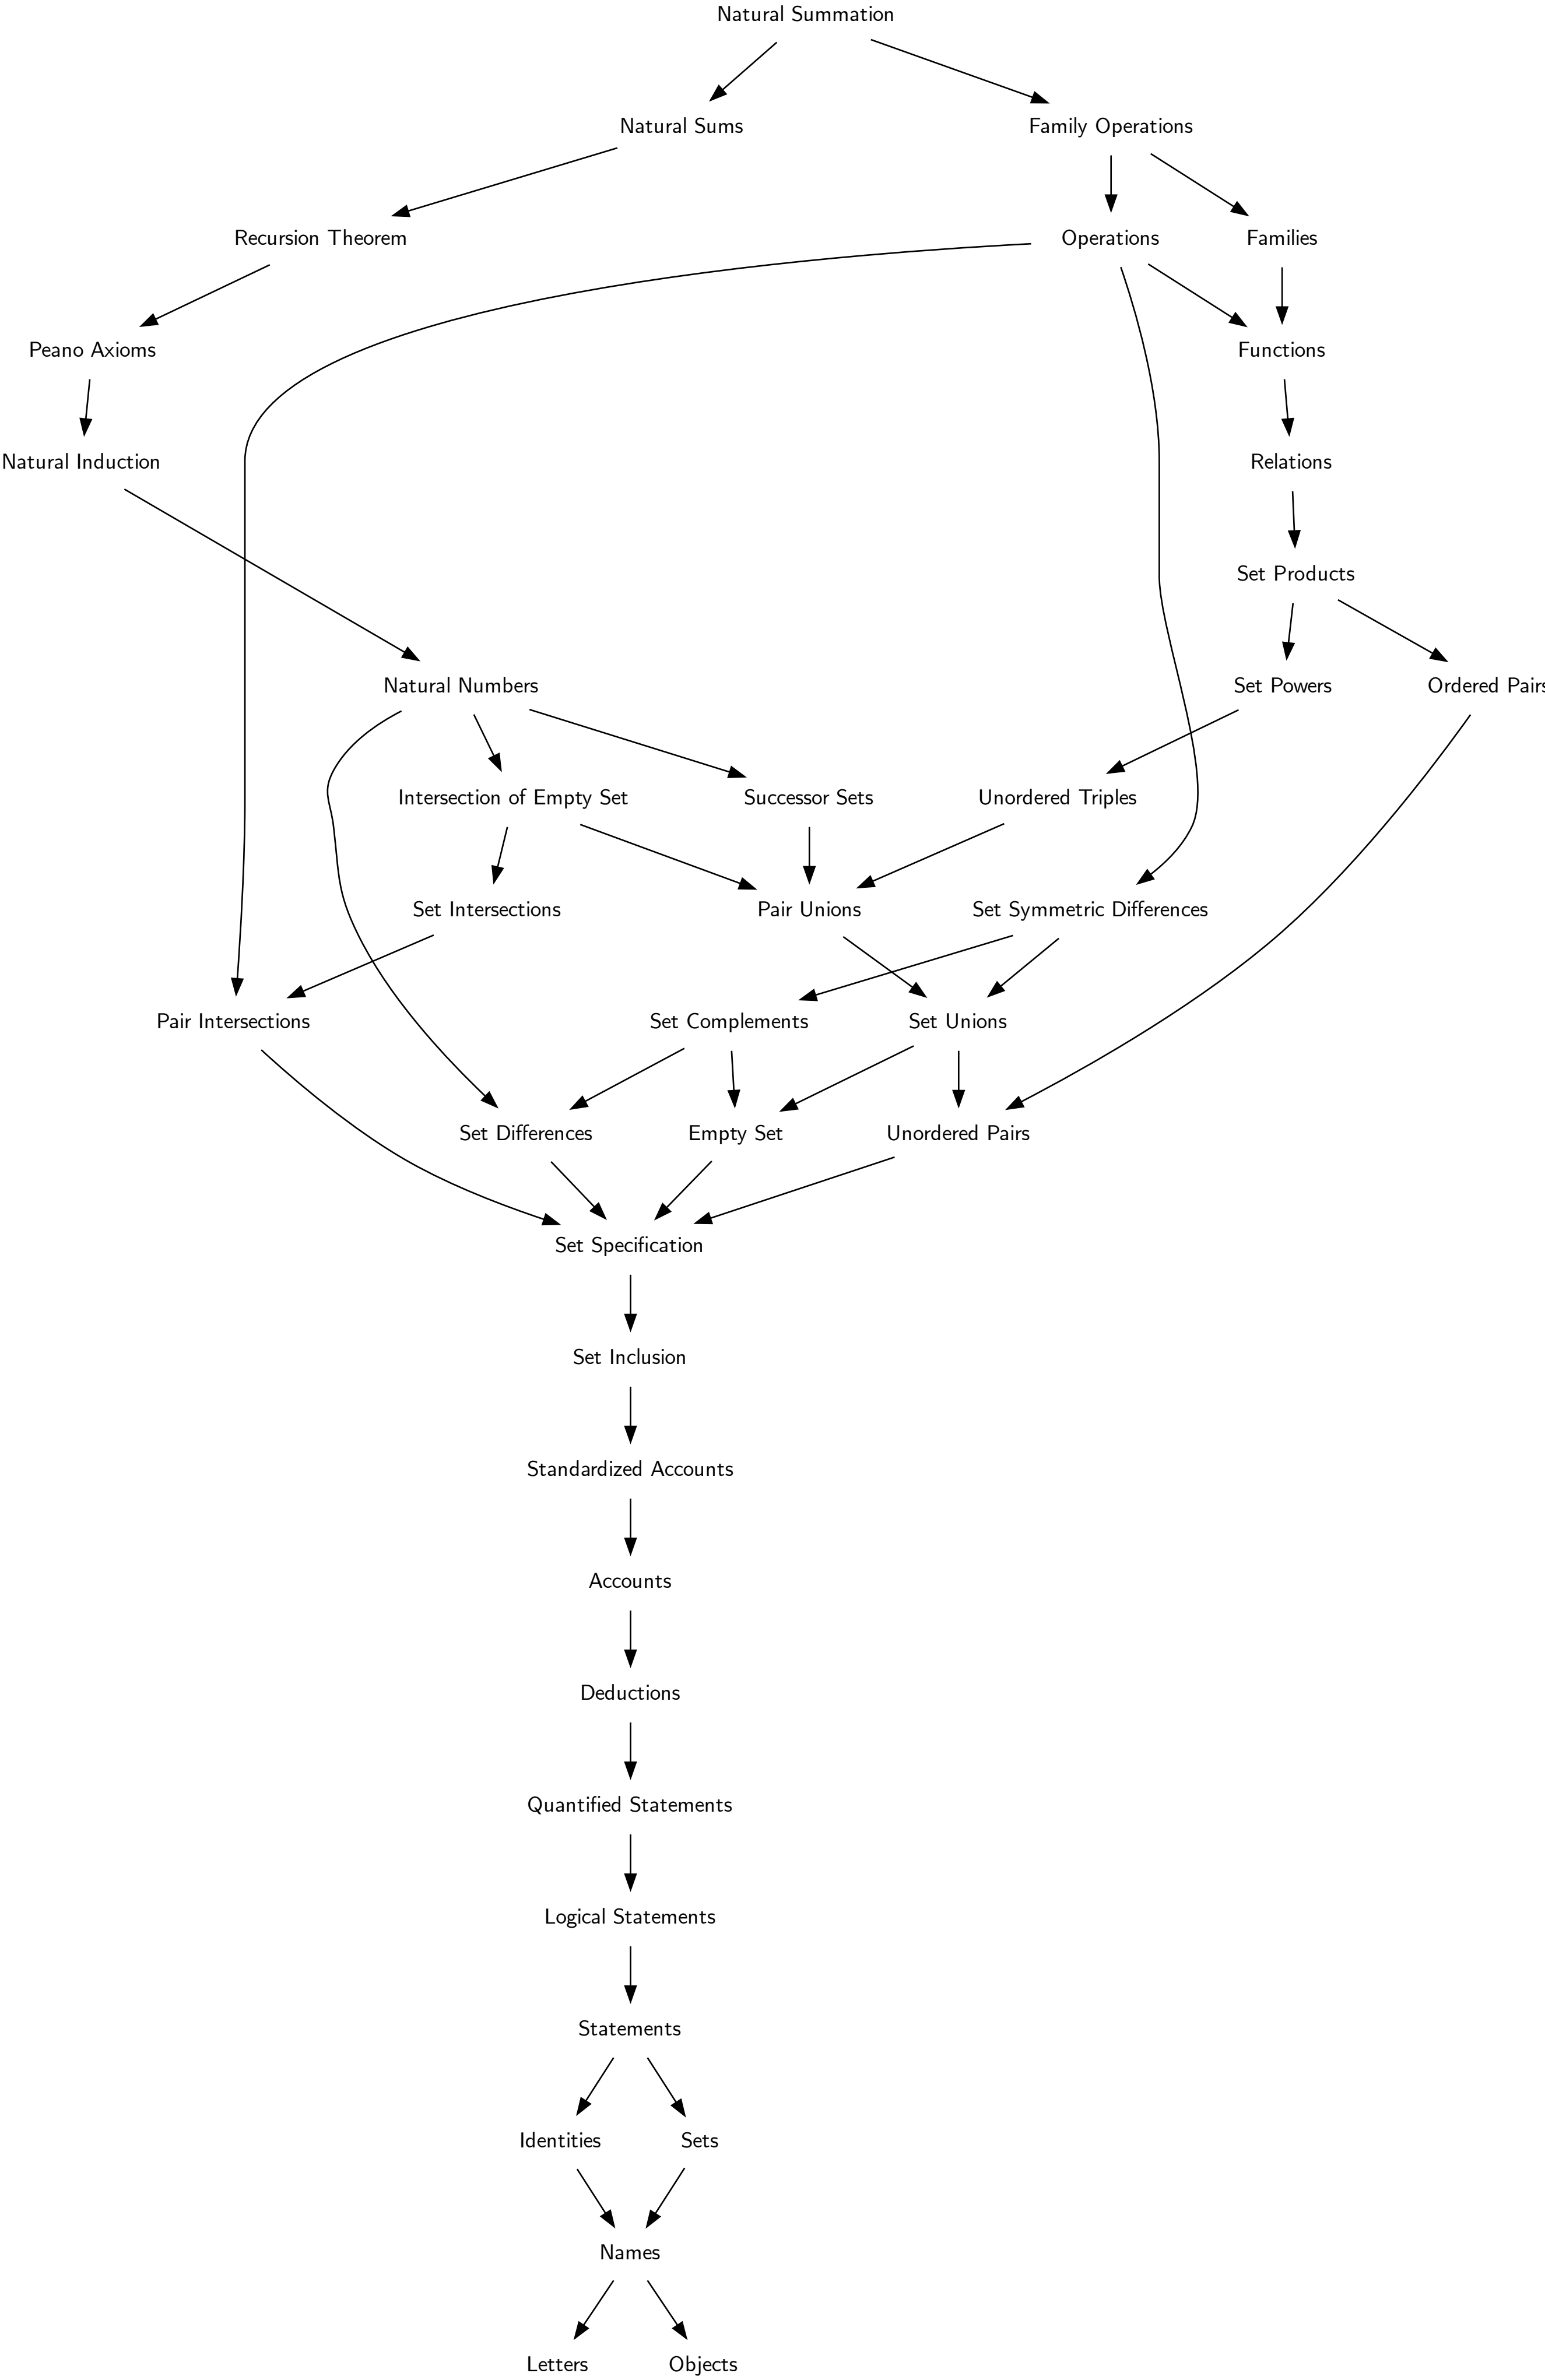 Natural Summation
Natural Sums
Family Operations
Recursion Theorem
Operations
Families
Peano Axioms
Functions
Natural Induction
Relations
Set Products
Natural Numbers
Set Powers
Ordered Pairs
Intersection of Empty Set
Successor Sets
Unordered Triples
Set Intersections
Pair Unions
Set Symmetric Differences
Pair Intersections
Set Complements
Set Unions
Set Differences
Empty Set
Unordered Pairs
Set Specification
Set Inclusion
Standardized Accounts
Accounts
Deductions
Quantified Statements
Logical Statements
Statements
Identities
Sets
Names
Letters
Objects